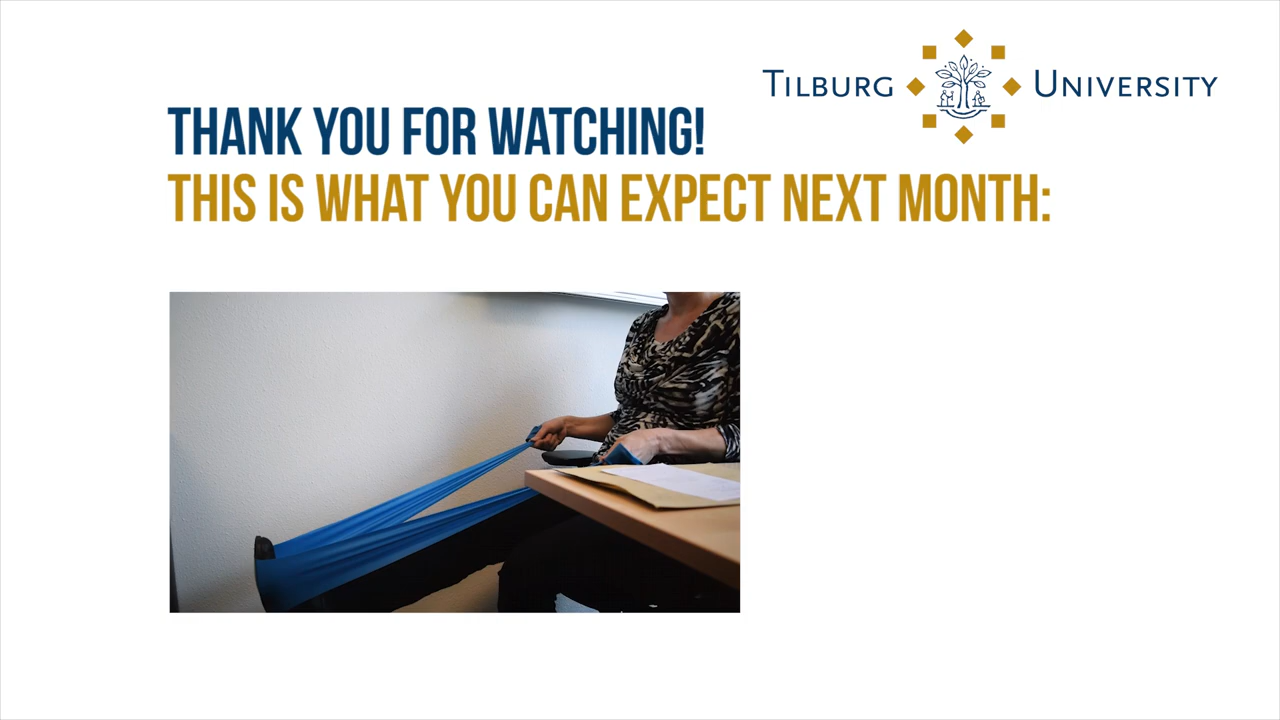 TILBURG UNIVERSITY
THANK YOU FOR WATCHING!
THIS IS WHAT YOU CAN EXPECT NEXT MONTH: